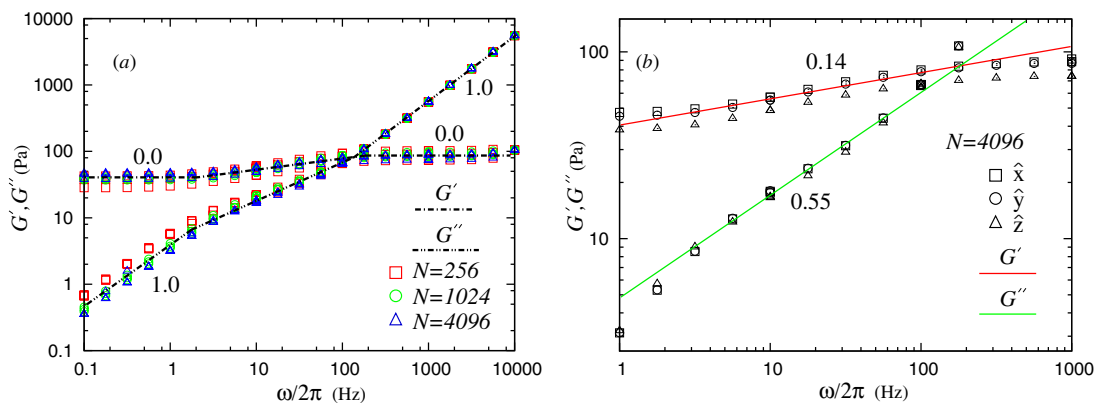 (a)
10000
1000
100
10
1
0.1
G′, G″ (Pa)
0.0
1.0
0.0
1.0
G′
G″
N=256
N=1024
N=4096
0.1 1 10 100 1000 10000
ω/2π (Hz)
(b)
100
10
G′, G″ (Pa)
0.14
0.55
N=4096
x̂
ŷ
ẑ
G′
G″
1 10 100 1000
ω/2π (Hz)